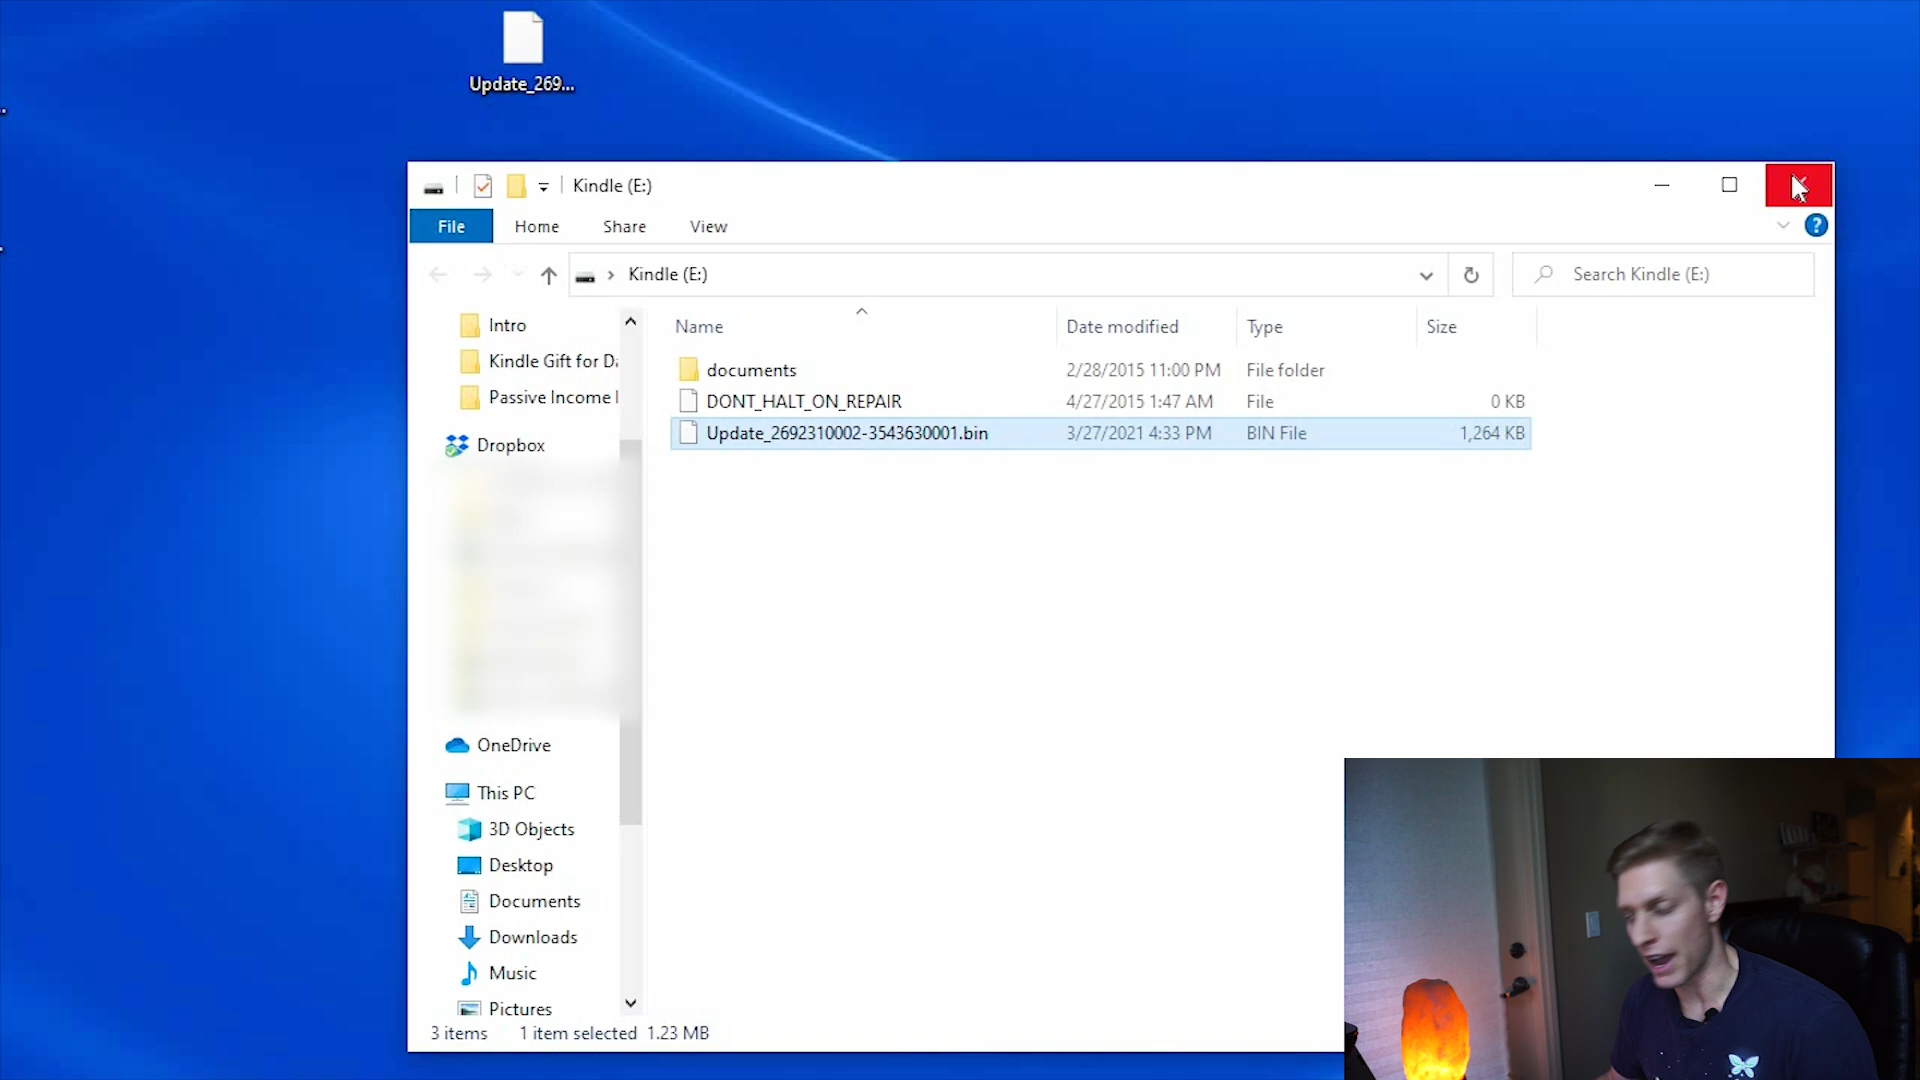 Update_269...
Kindle (E:)
File Home Share View
Kindle (E:)
Search Kindle (E:)
Name Date modified Type Size
documents 2/28/2015 11:00 PM File folder
DONT_HALT_ON_REPAIR 4/27/2015 1:47 AM File 0 KB
Update_2692310002-3543630001.bin 3/27/2021 4:33 PM BIN File 1,264 KB
Intro
Kindle Gift for Da
Passive Income I
Dropbox
OneDrive
This PC
3D Objects
Desktop
Documents
Downloads
Music
Pictures
3 items 1 item selected 1.23 MB